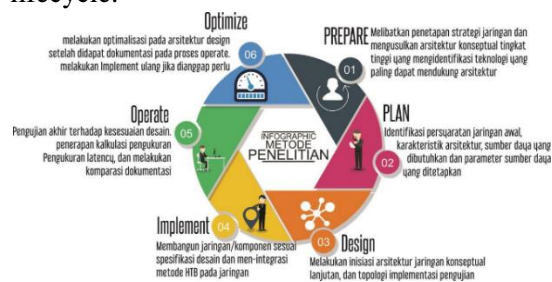 lifecycle.
Optimize
melakukan optimalisasi pada arsitektur design
setelah didapat dokumentasi pada proses operate.
melakukan Implement ulang jika dianggap perlu
06
PREPARE
Melibatkan penetapan strategi jaringan dan
mengusulkan arsitektur konseptual tingkat
tinggi yang mengidentifikasi teknologi yang
paling dapat mendukung arsitektur
01
PLAN
Identifikasi persyaratan jaringan awal,
karakteristik arsitektur, sumber daya yang
dibutuhkan dan parameter sumber daya
yang ditetapkan
02
Operate
Pengujian akhir terhadap kesesuaian desain,
penerapan kalkulasi pengukuran
Pengukuran latency, dan melakukan
komparasi dokumentasi
05
INFOGRAPHIC
METODE
PENELITIAN
Implement
04
Membangun jaringan/komponen sesuai
spesifikasi desain dan men-integrasi
metode HTB pada jaringan
03
Design
Melakukan inisiasi arsitektur jaringan konseptual
lanjutan, dan topologi implementasi pengujian